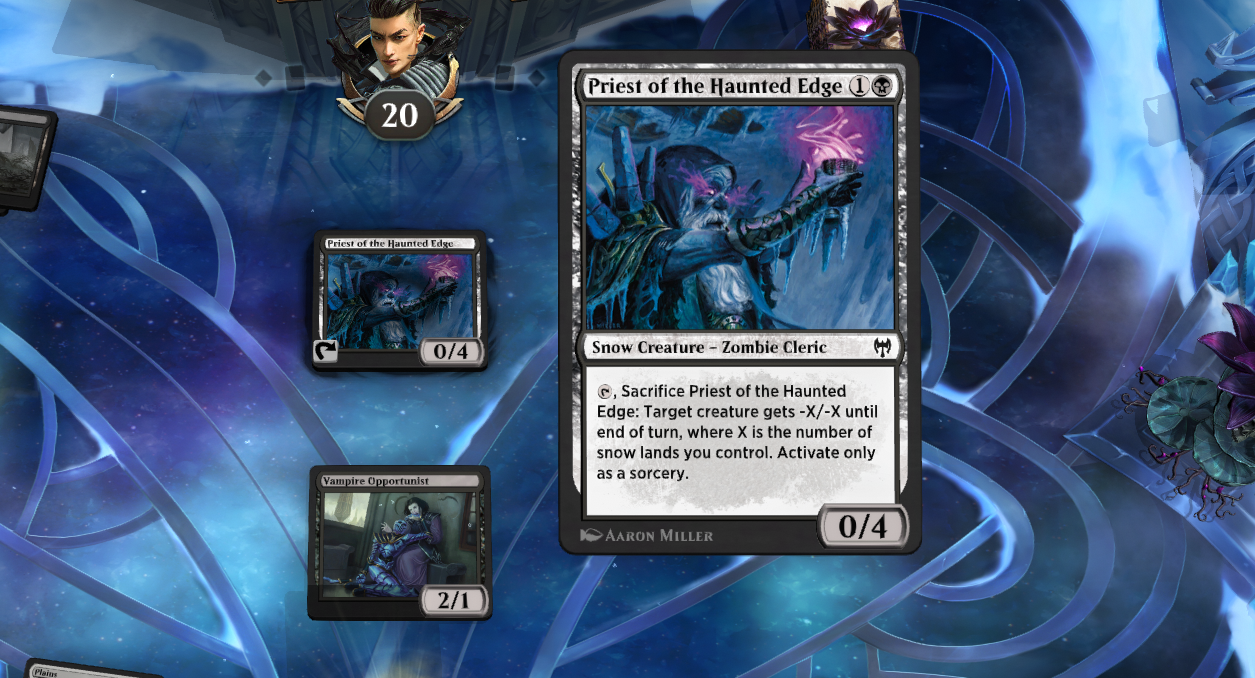 20
Priest of the Haunted Edge 1
Priest of the Haunted Edge
0/4
Snow Creature – Zombie Cleric
, Sacrifice Priest of the Haunted
Edge: Target creature gets -X/-X until
end of turn, where X is the number of
snow lands you control. Activate only
as a sorcery.
0/4
AARON MILLER
Vampire Opportunist
2/1
Plains